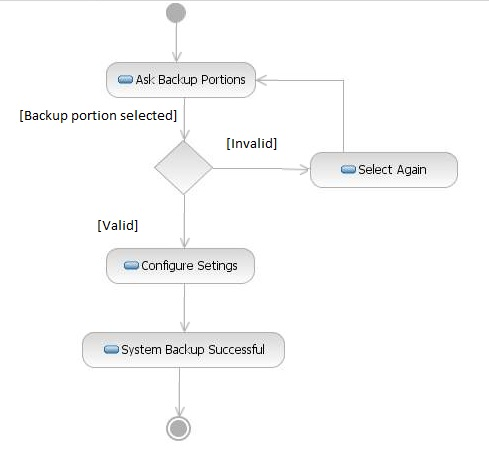 Ask Backup Portions
[Backup portion selected]
[Invalid]
Select Again
[Valid]
Configure Setings
System Backup Successful